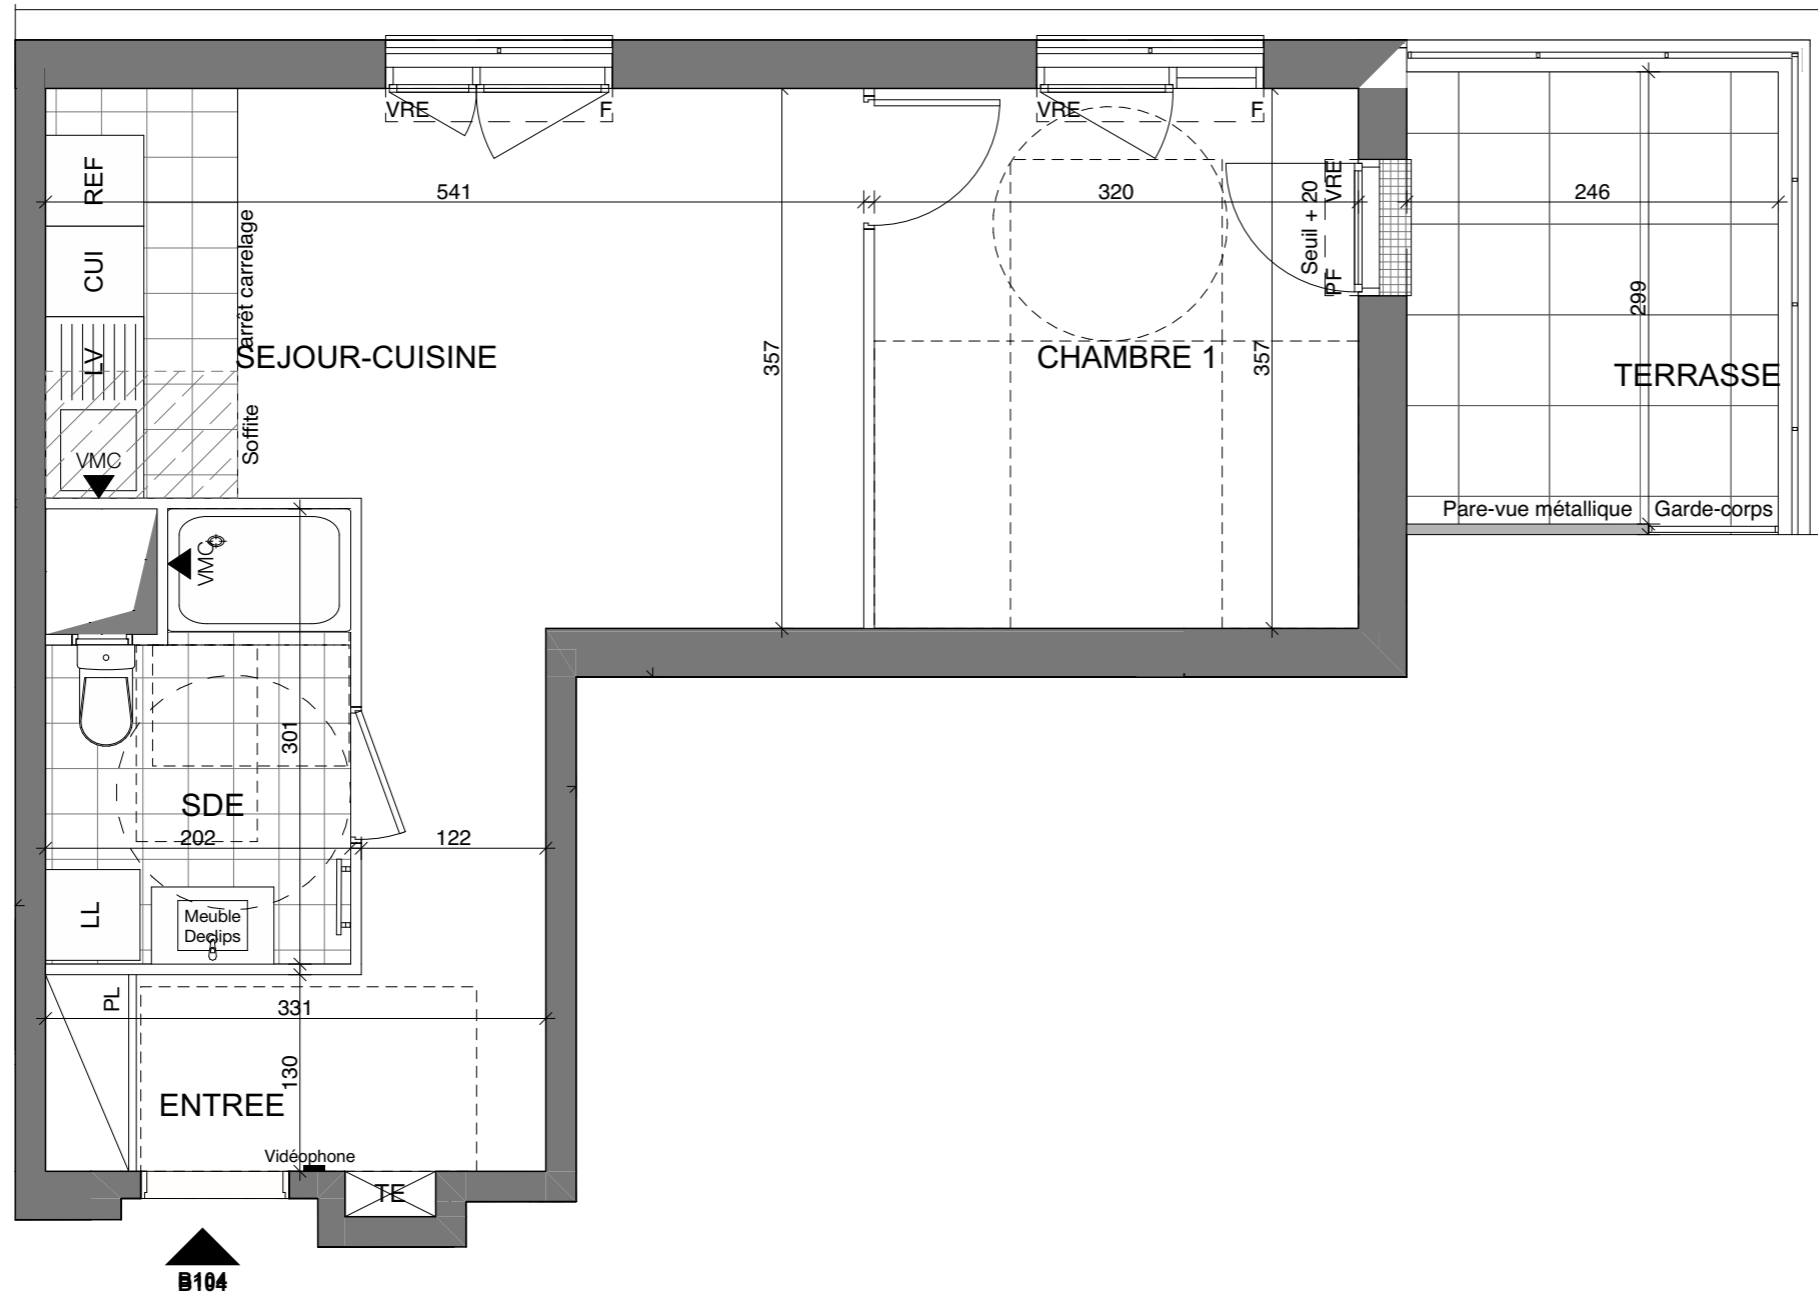 VRE
F
VRE
F
REF
541
320
Seuil + 20
VRE
PF
246
CUI
arrêt carrelage
299
LV
SEJOUR-CUISINE
357
CHAMBRE 1
357
TERRASSE
Soffite
VMC
Pare-vue métallique
Garde-corps
VMC
301
SDE
202
122
LL
Meuble
Declips
PL
331
130
ENTREE
Vidéophone
TE
B104